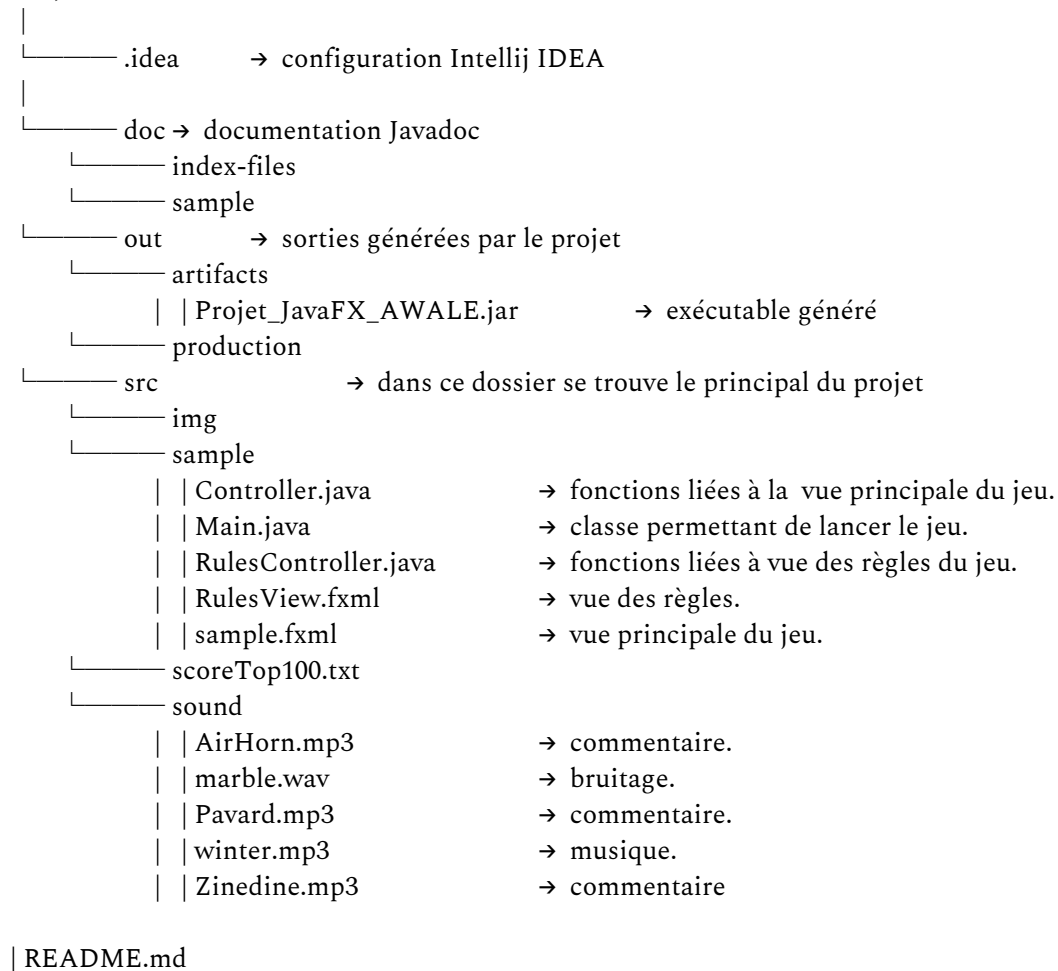 │
└──── .idea → configuration Intellij IDEA
│
└──── doc → documentation Javadoc
└──── index-files
└──── sample
└──── out → sorties générées par le projet
└──── artifacts
│ │Projet_JavaFX_AWALE.jar → exécutable généré
└──── production
└──── src → dans ce dossier se trouve le principal du projet
└──── img
└──── sample
│ │Controller.java → fonctions liées à la vue principale du jeu.
│ │Main.java → classe permettant de lancer le jeu.
│ │RulesController.java → fonctions liées à vue des règles du jeu.
│ │RulesView.fxml → vue des règles.
│ │sample.fxml → vue principale du jeu.
└──── scoreTop100.txt
└──── sound
│ │AirHorn.mp3 → commentaire.
│ │marble.wav → bruitage.
│ │Pavard.mp3 → commentaire.
│ │winter.mp3 → musique.
│ │Zinedine.mp3 → commentaire
│README.md